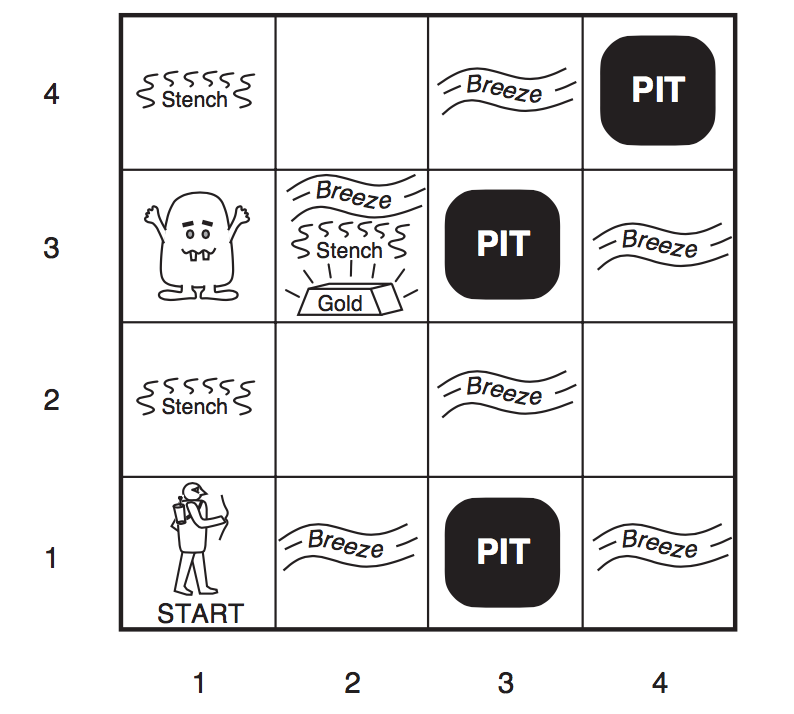 4
Stench
Breeze
PIT
3
Breeze
Stench
Gold
PIT
Breeze
2
Stench
Breeze
1
START
Breeze
PIT
Breeze
1 2 3 4